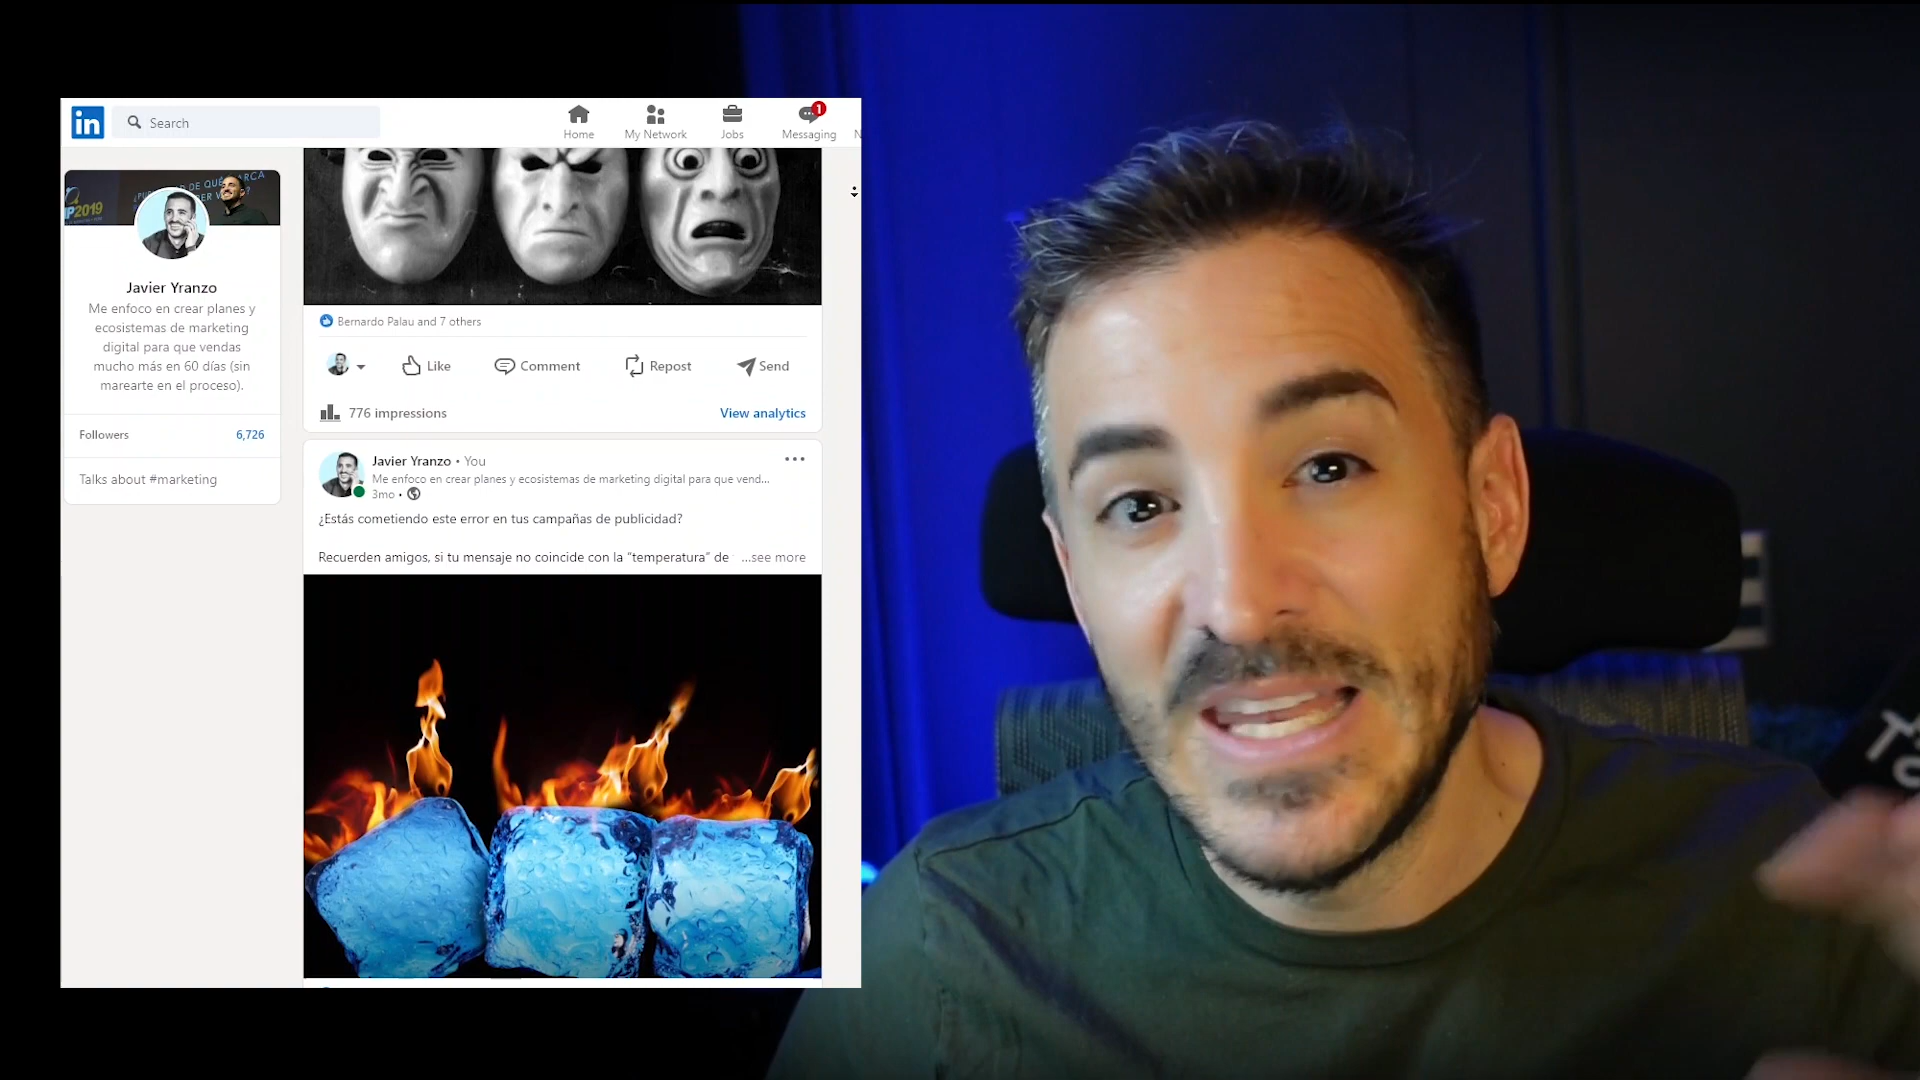 in
Search
Home
My Network
Jobs
Messaging
1
IP2019
Javier Yranzo
Me enfoco en crear planes y
ecosistemas de marketing
digital para que vendas
mucho más en 60 días (sin
marearte en el proceso).
Followers 6,726
Talks about #marketing
Bernardo Palau and 7 others
Like
Comment
Repost
Send
776 impressions
View analytics
Javier Yranzo • You
Me enfoco en crear planes y ecosistemas de marketing digital para que vend...
3mo •
¿Estás cometiendo este error en tus campañas de publicidad?
Recuerden amigos, si tu mensaje no coincide con la "temperatura" de ...see more